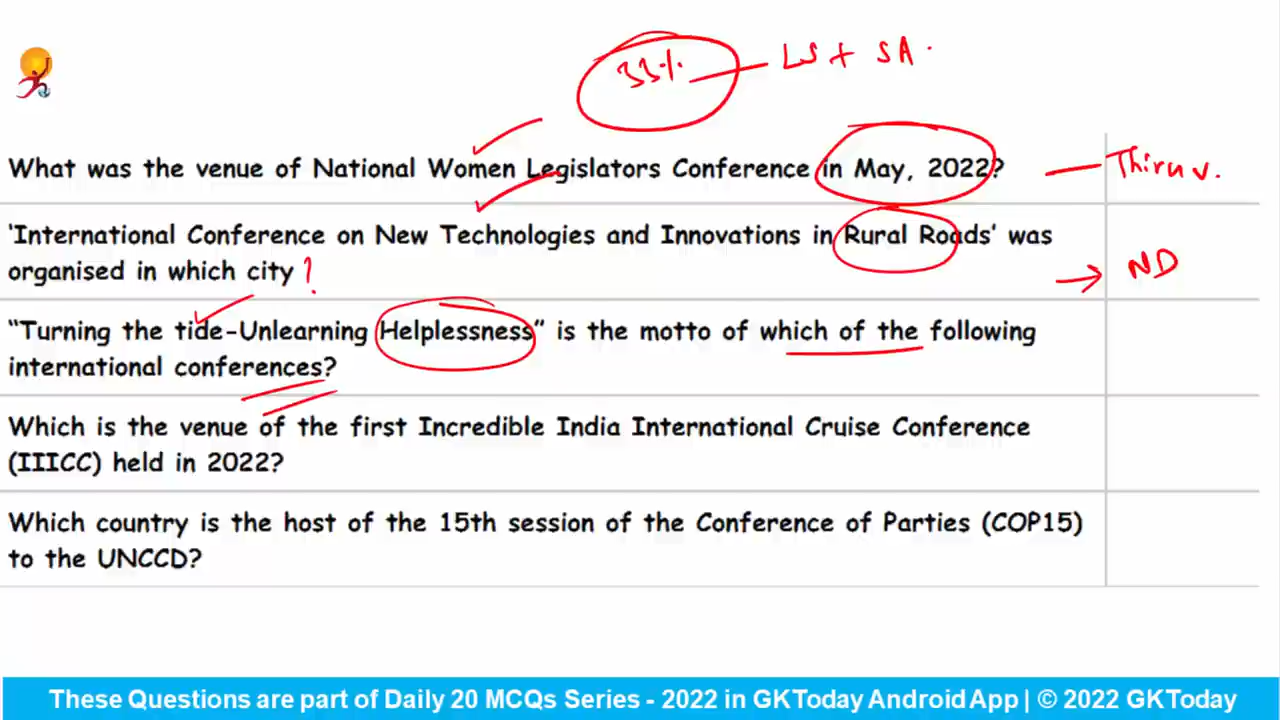 33% LS + SA.
What was the venue of National Women Legislators Conference in May, 2022? Thiruv.
'International Conference on New Technologies and Innovations in Rural Roads' was
organised in which city ? ND
"Turning the tide-Unlearning Helplessness" is the motto of which of the following
international conferences?
Which is the venue of the first Incredible India International Cruise Conference
(IIICC) held in 2022?
Which country is the host of the 15th session of the Conference of Parties (COP15)
to the UNCCD?
These Questions are part of Daily 20 MCQs Series - 2022 in GKToday Android App | © 2022 GKToday